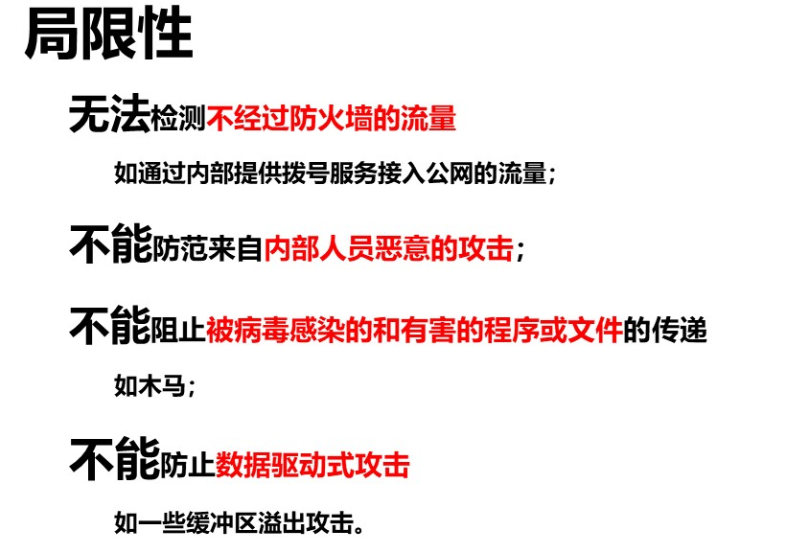 局限性
无法检测不经过防火墙的流量
如通过内部提供拨号服务接入公网的流量；
不能防范来自内部人员恶意的攻击；
不能阻止被病毒感染的和有害的程序或文件的传递
如木马；
不能防止数据驱动式攻击
如一些缓冲区溢出攻击。